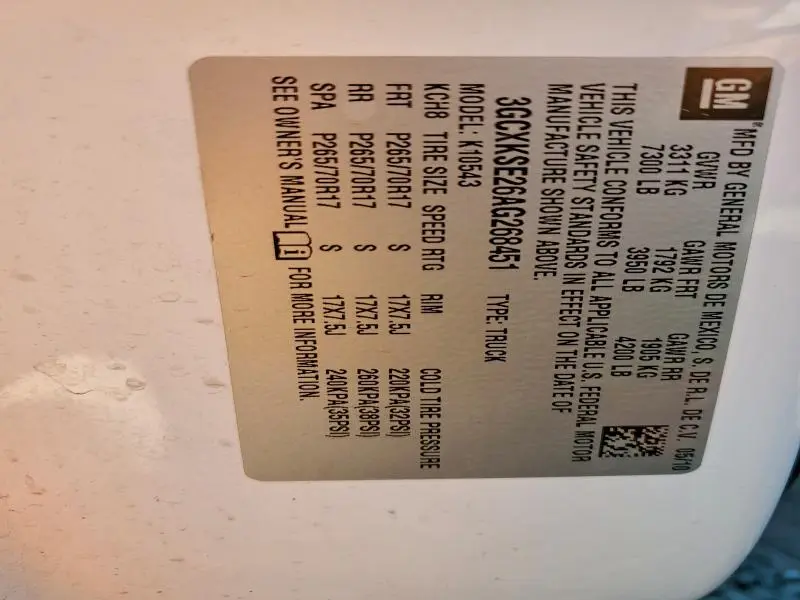 GM
® MFD BY GENERAL MOTORS DE MEXICO, S. DE R.L. DE C.V. 05/10
GVWR GAWR FRT GAWR RR
3311 KG 1792 KG 1905 KG
7300 LB 3950 LB 4200 LB
THIS VEHICLE CONFORMS TO ALL APPLICABLE U.S. FEDERAL MOTOR
VEHICLE SAFETY STANDARDS IN EFFECT ON THE DATE OF
MANUFACTURE SHOWN ABOVE.
3GCXKSE26AG268451 TYPE: TRUCK
MODEL: K10543
KCH8 TIRE SIZE SPEED RTG RIM COLD TIRE PRESSURE
FRT P265/70R17 S 17X7.5J 220KPA(32PSI)
RR P265/70R17 S 17X7.5J 260KPA(38PSI)
SPA P265/70R17 S 17X7.5J 240KPA(35PSI)
SEE OWNER'S MANUAL FOR MORE INFORMATION.